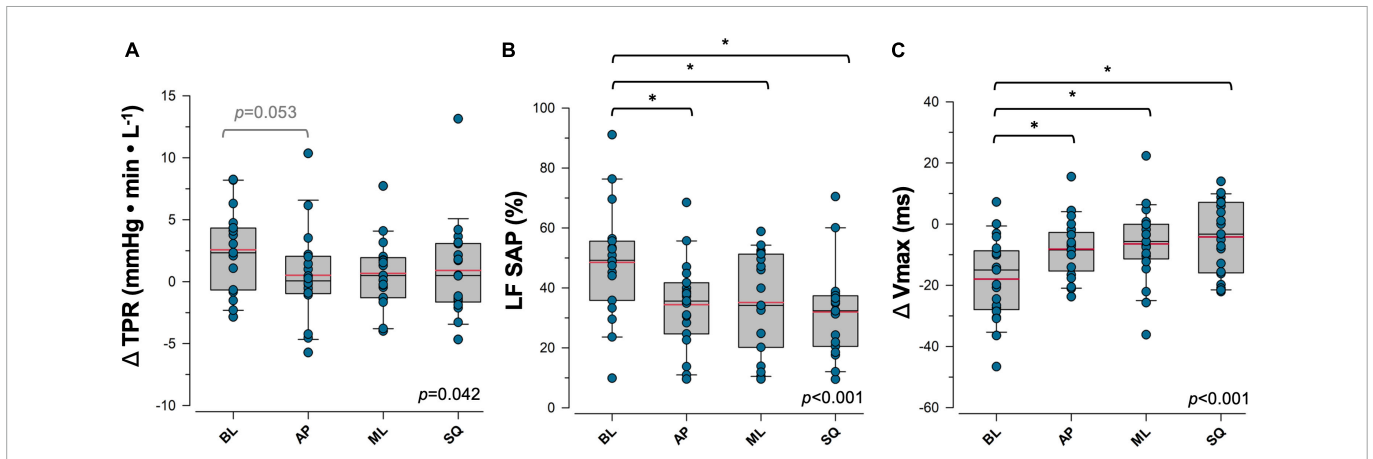 A
B
C
*
*
*
*
*
*
p=0.053
Δ TPR (mmHg • min • L-1)
15
10
5
0
-5
-10
p=0.042
BL
AP
ML
SQ
LF SAP (%)
100
80
60
40
20
0
p<0.001
BL
AP
ML
SQ
Δ Vmax (ms)
40
20
0
-20
-40
-60
p<0.001
BL
AP
ML
SQ